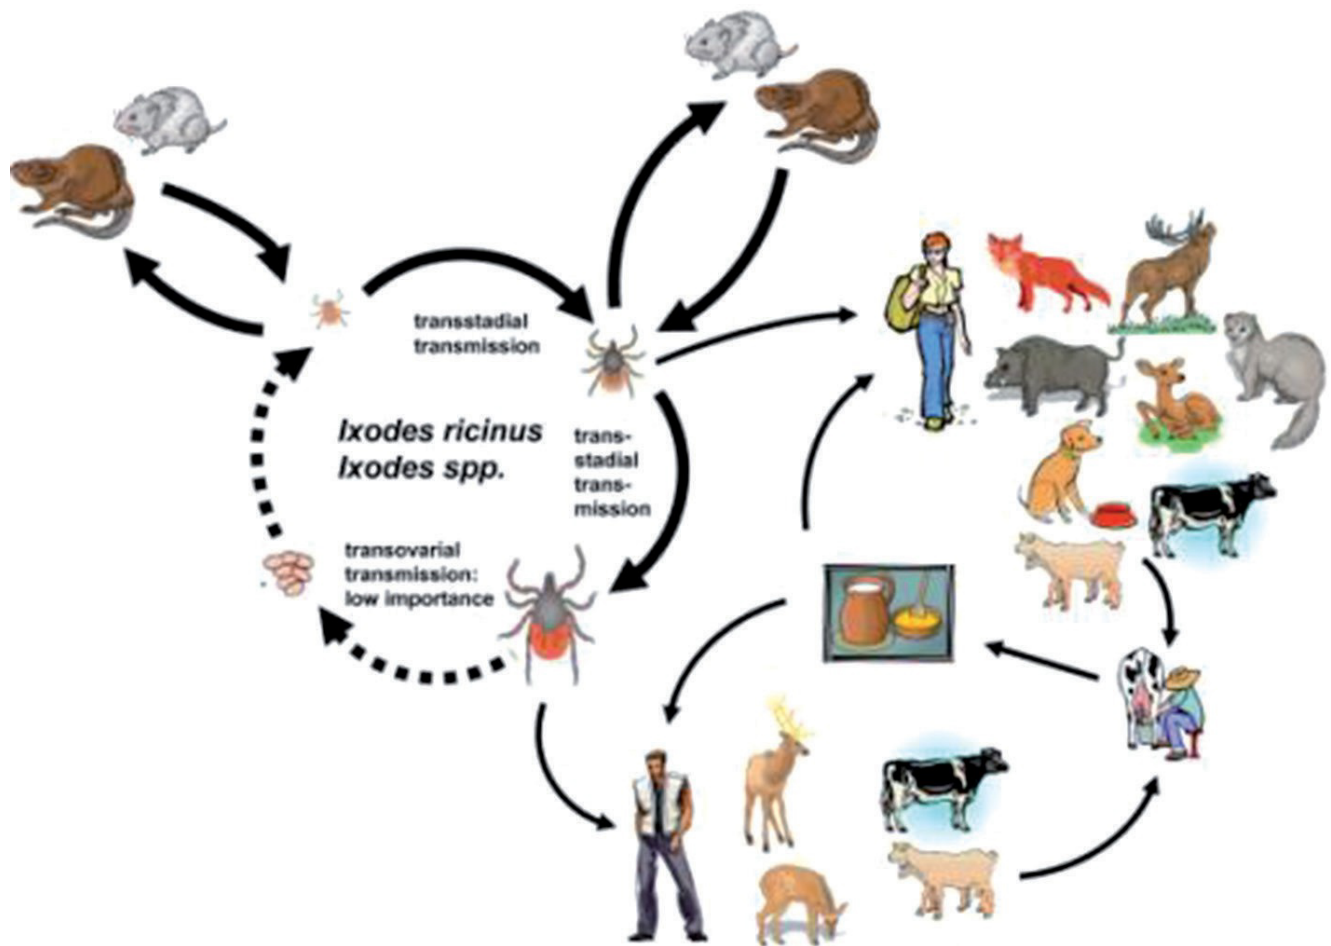 transstadial
transmission
Ixodes ricinus
Ixodes spp.
trans-
stadial
trans-
mission
transovarial
transmission:
low importance